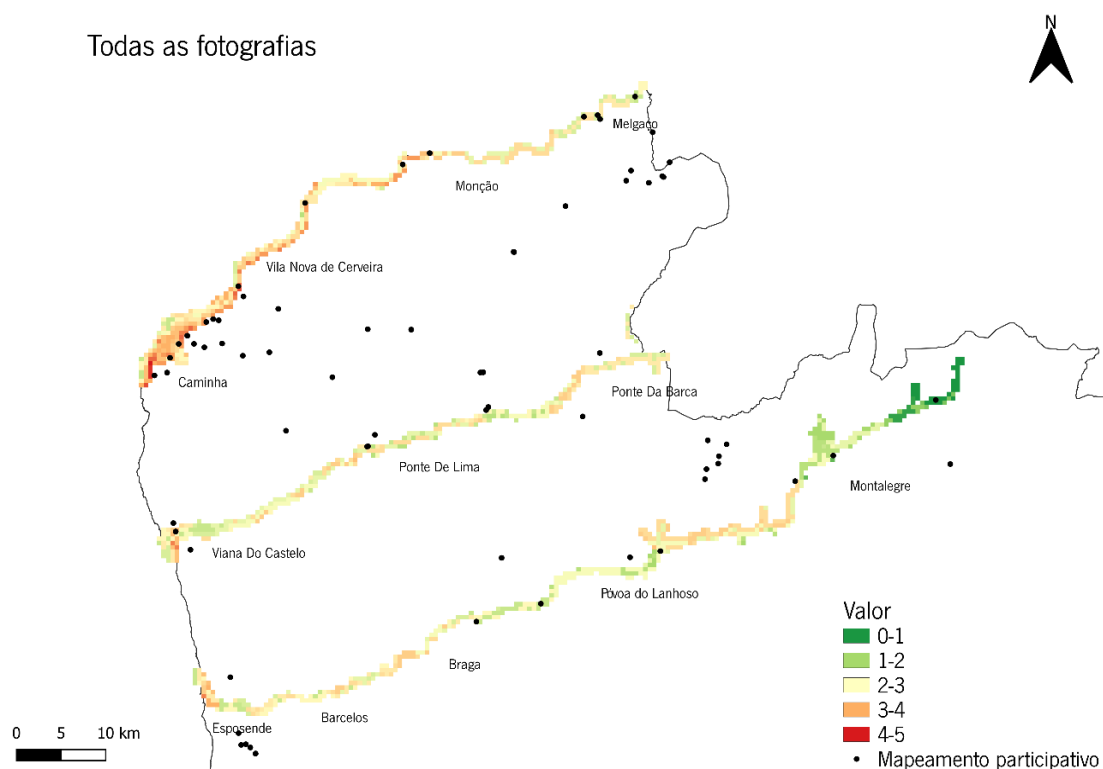 Todas as fotografias
N
Melgaço
Monção
Vila Nova de Cerveira
Caminha
Ponte Da Barca
Ponte De Lima
Montalegre
Viana Do Castelo
Póvoa do Lanhoso
Braga
Barcelos
Esposende
0 5 10 km
Valor
0-1
1-2
2-3
3-4
4-5
Mapeamento participativo